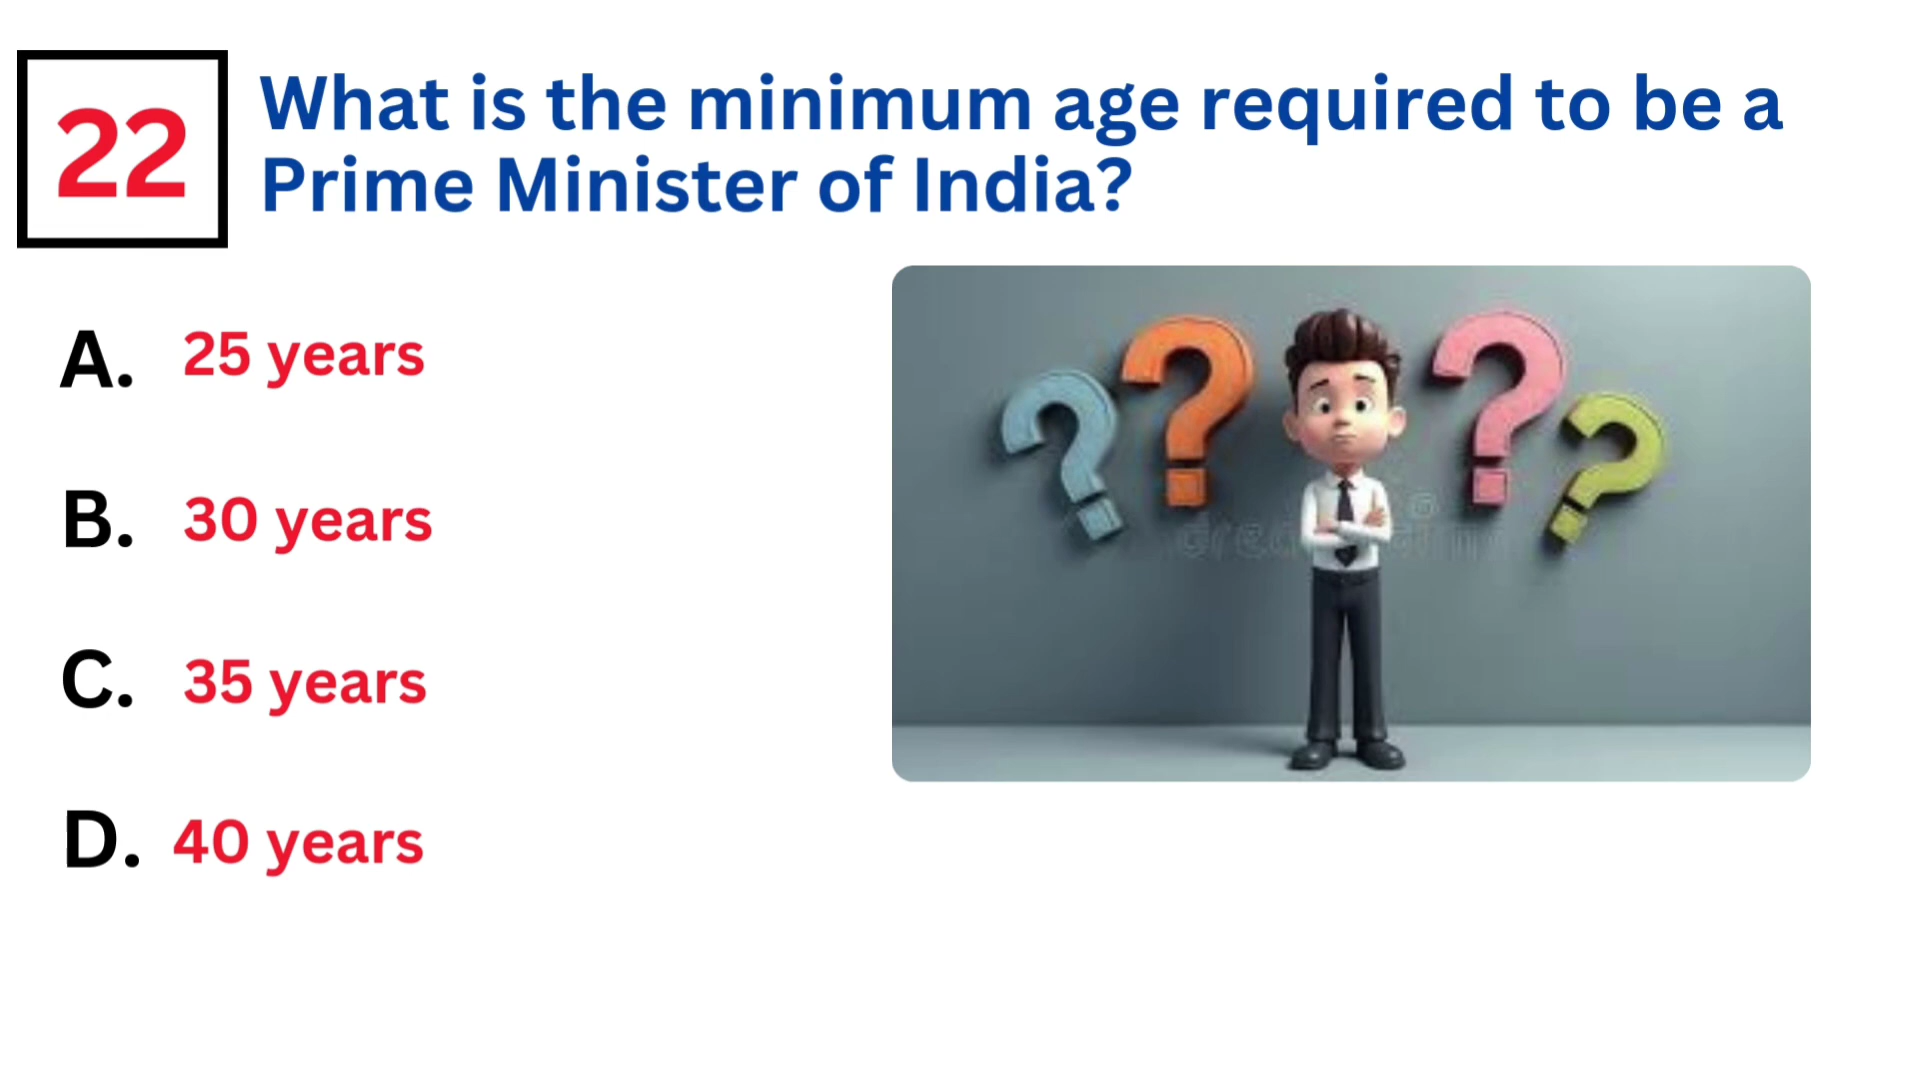 22
What is the minimum age required to be a
Prime Minister of India?
A. 25 years
B. 30 years
C. 35 years
D. 40 years